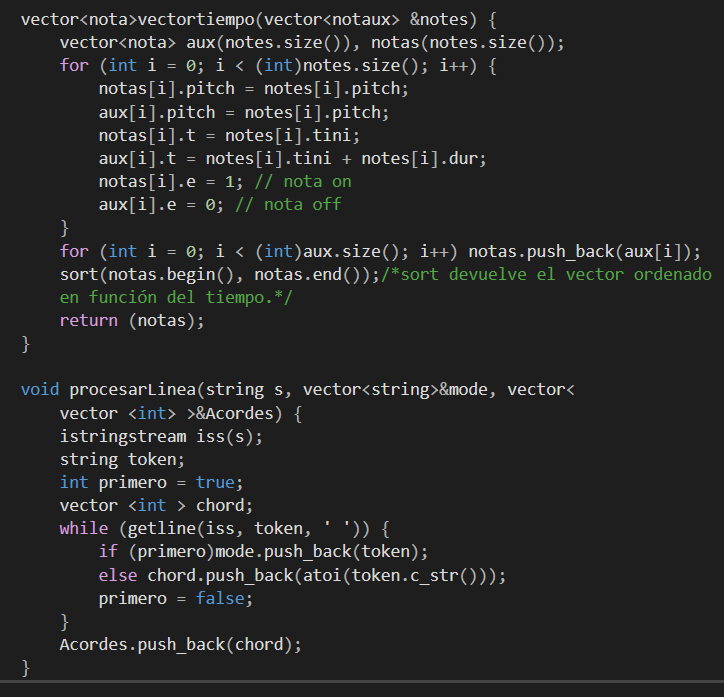 vector<nota>vectortiempo(vector<notaux> &notes) {
    vector<nota> aux(notes.size()), notas(notes.size());
    for (int i = 0; i < (int)notes.size(); i++) {
        notas[i].pitch = notes[i].pitch;
        aux[i].pitch = notes[i].pitch;
        notas[i].t = notes[i].tini;
        aux[i].t = notes[i].tini + notes[i].dur;
        notas[i].e = 1; // nota on
        aux[i].e = 0; // nota off
    }
    for (int i = 0; i < (int)aux.size(); i++) notas.push_back(aux[i]);
    sort(notas.begin(), notas.end());/*sort devuelve el vector ordenado
    en función del tiempo.*/
    return (notas);
}

void procesarLinea(string s, vector<string>&mode, vector<
    vector <int> >&Acordes) {
    istringstream iss(s);
    string token;
    int primero = true;
    vector <int > chord;
    while (getline(iss, token, ' ')) {
        if (primero)mode.push_back(token);
        else chord.push_back(atoi(token.c_str()));
        primero = false;
    }
    Acordes.push_back(chord);
}